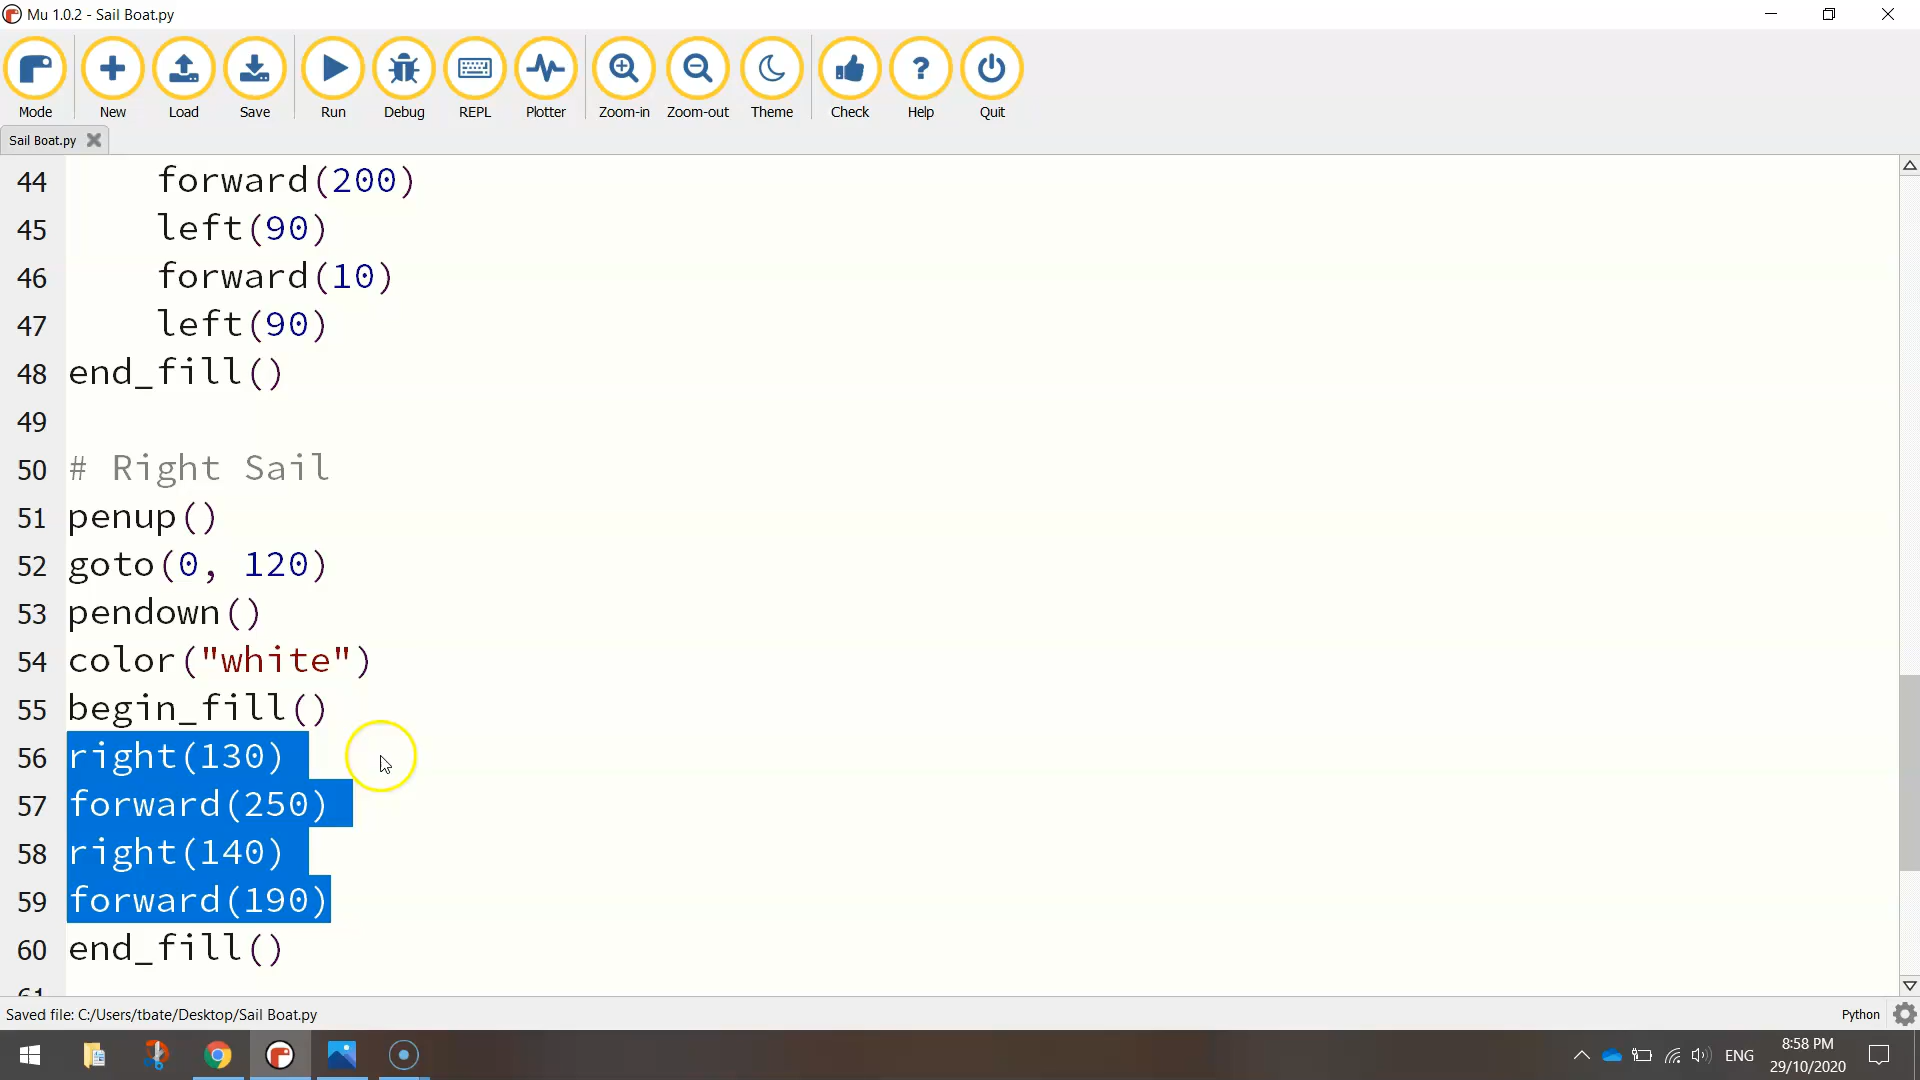 Mu 1.0.2 - Sail Boat.py
Mode New Load Save Run Debug REPL Plotter Zoom-in Zoom-out Theme Check Help Quit
Sail Boat.py
44     forward(200)
45     left(90)
46     forward(10)
47     left(90)
48 end_fill()
49
50 # Right Sail
51 penup()
52 goto(0, 120)
53 pendown()
54 color("white")
55 begin_fill()
56 right(130)
57 forward(250)
58 right(140)
59 forward(190)
60 end_fill()
61
Saved file: C:/Users/tbate/Desktop/Sail Boat.py Python
ENG 8:58 PM
29/10/2020